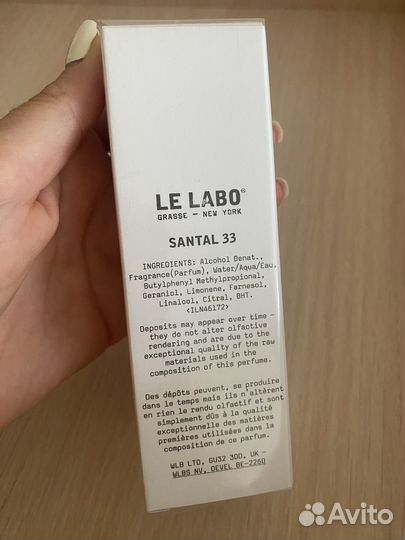 LE LABO®
GRASSE — NEW YORK
SANTAL 33
INGREDIENTS: Alcohol Denat.,
Fragrance(Parfum), Water/Aqua/Eau,
Butylphenyl Methylpropional,
Geraniol, Limonene, Farnesol,
Linalool, Citral, BHT.
<ILN46172>
Deposits may appear over time —
they do not alter olfactive
rendering and are due to the
exceptional quality of the raw
materials used in the
composition of this perfume.
Des dépôts peuvent, se produire
dans le temps mais ils n'altèrent
en rien le rendu olfactif et sont
simplement dûs à la qualité
exceptionnelle des matières
premières utilisées dans la
composition de ce parfum.
WLB LTD, GU32 3DD, UK —
WLBS NV, OEVEL BE-2260
Avito